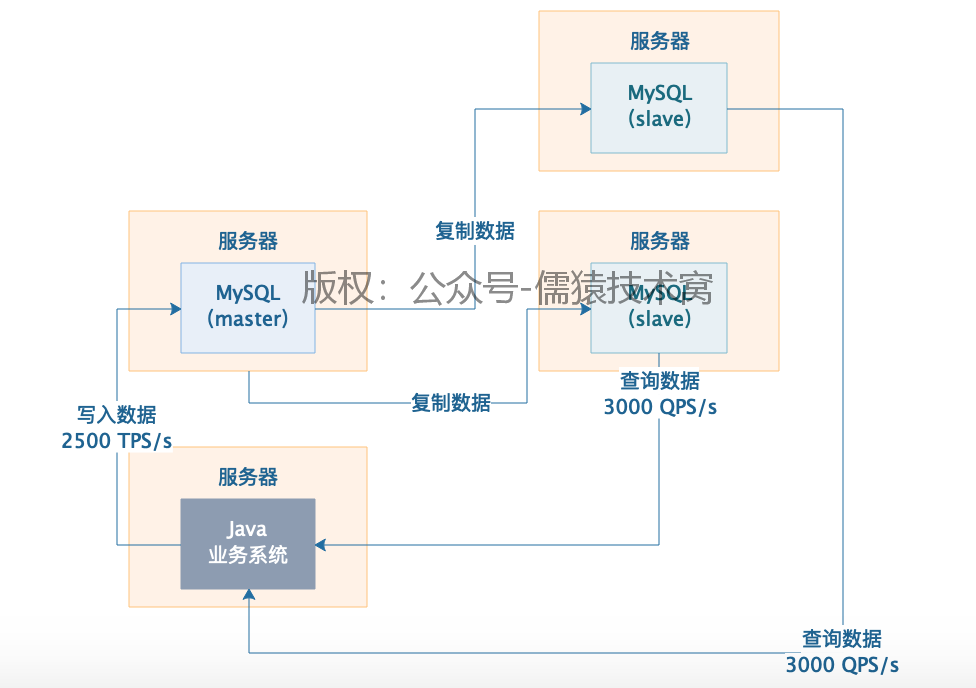 服务器
MySQL
(slave)
复制数据
服务器
MySQL
(master)
服务器
MySQL
(slave)
版权：公众号-儒猿技术窝
复制数据
查询数据
3000 QPS/s
写入数据
2500 TPS/s
服务器
Java
业务系统
查询数据
3000 QPS/s